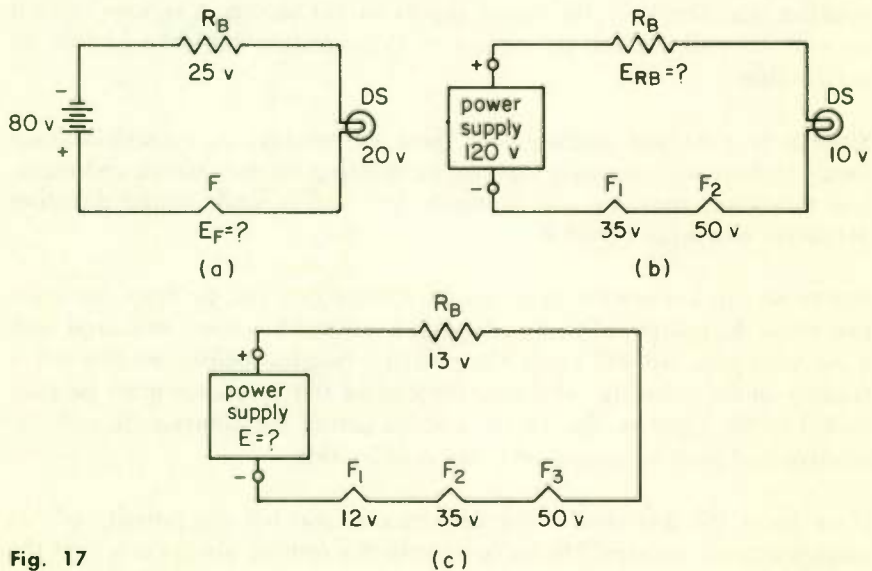 R_B
25 v
80 v
-
+
DS
20 v
F
E_F=?
(a)
R_B
E_RB=?
+
power
supply
120 v
-
DS
10 v
F_1
F_2
35 v
50 v
(b)
R_B
13 v
+
power
supply
E=?
-
F_1
F_2
F_3
12 v
35 v
50 v
Fig. 17
(c)